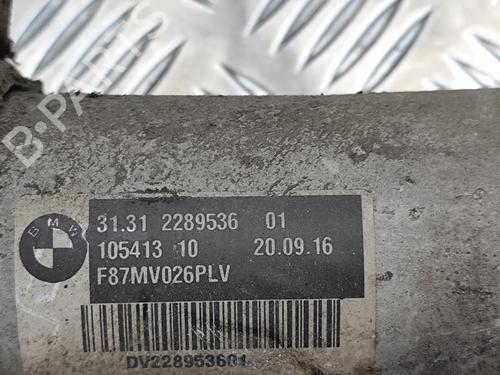 B-PARTS
BMW
31.31 2289536 01
105413 10 20.09.16
F87MV026PLV
DV228953601